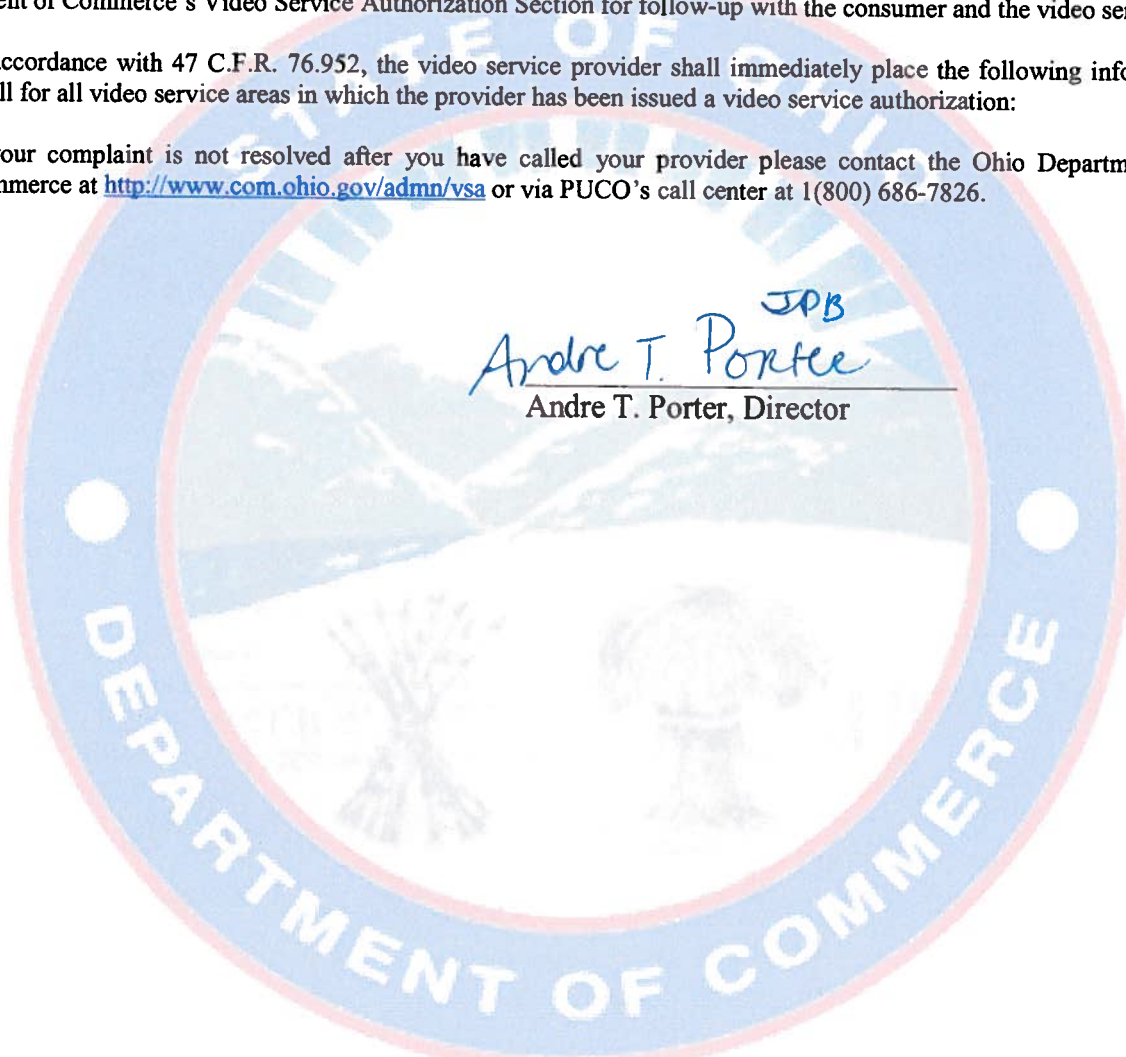 ent of Commerce's Video Service Authorization Section for follow-up with the consumer and the video ser
ccordance with 47 C.F.R. 76.952, the video service provider shall immediately place the following info
ll for all video service areas in which the provider has been issued a video service authorization:
our complaint is not resolved after you have called your provider please contact the Ohio Departm
nmerce at http://www.com.ohio.gov/admn/vsa or via PUCO's call center at 1(800) 686-7826.
JPB
Andre T. Porter
Andre T. Porter, Director
STATE OF OHIO
DEPARTMENT OF COMMERCE